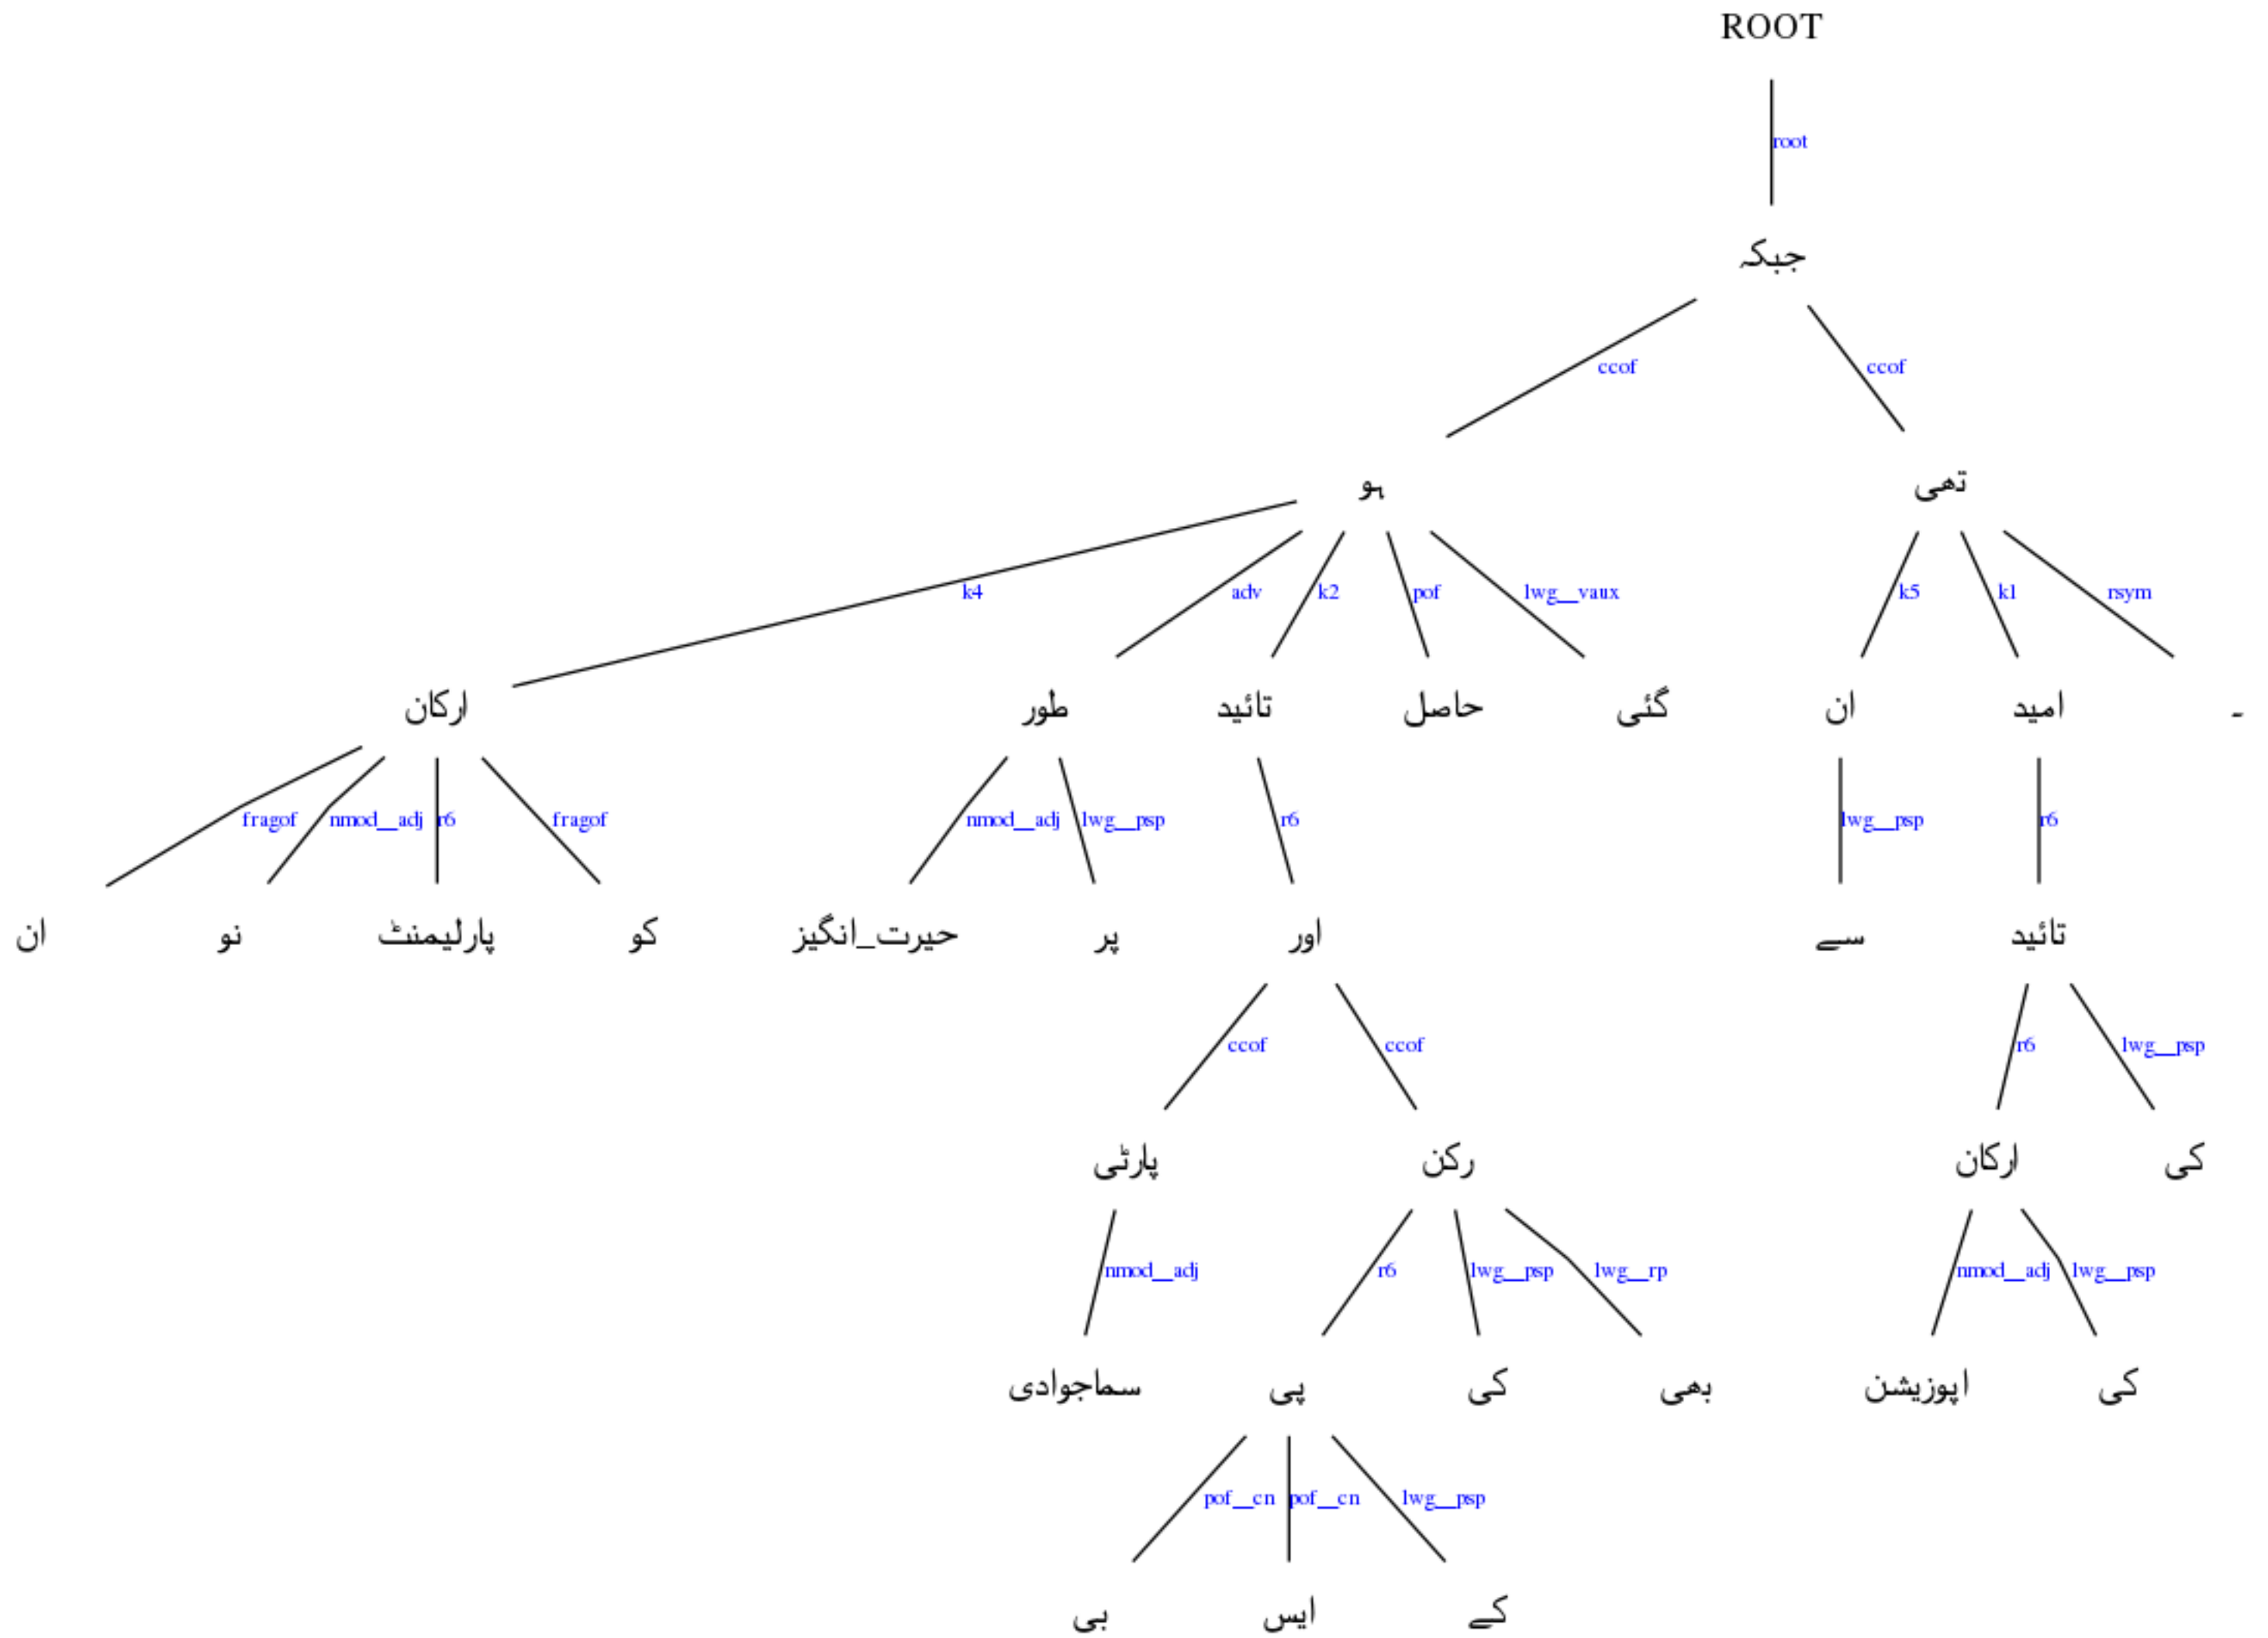 ROOT
root
جبکہ
ccof ccof
ہو تھی
k4 adv k2 pof lwg__vaux k5 k1 rsym
ارکان طور تائید حاصل گئی ان امید ۔
fragof nmod__adj r6 fragof nmod__adj lwg__psp r6 lwg__psp r6
ان نو پارلیمنٹ کو حیرت_انگیز پر اور سے تائید
ccof ccof r6 lwg__psp
پارٹی رکن ارکان کی
nmod__adj r6 lwg__psp lwg__rp nmod__adj lwg__psp
سماجوادی پی کی بھی اپوزیشن کی
pof__cn pof__cn lwg__psp
بی ایس کے